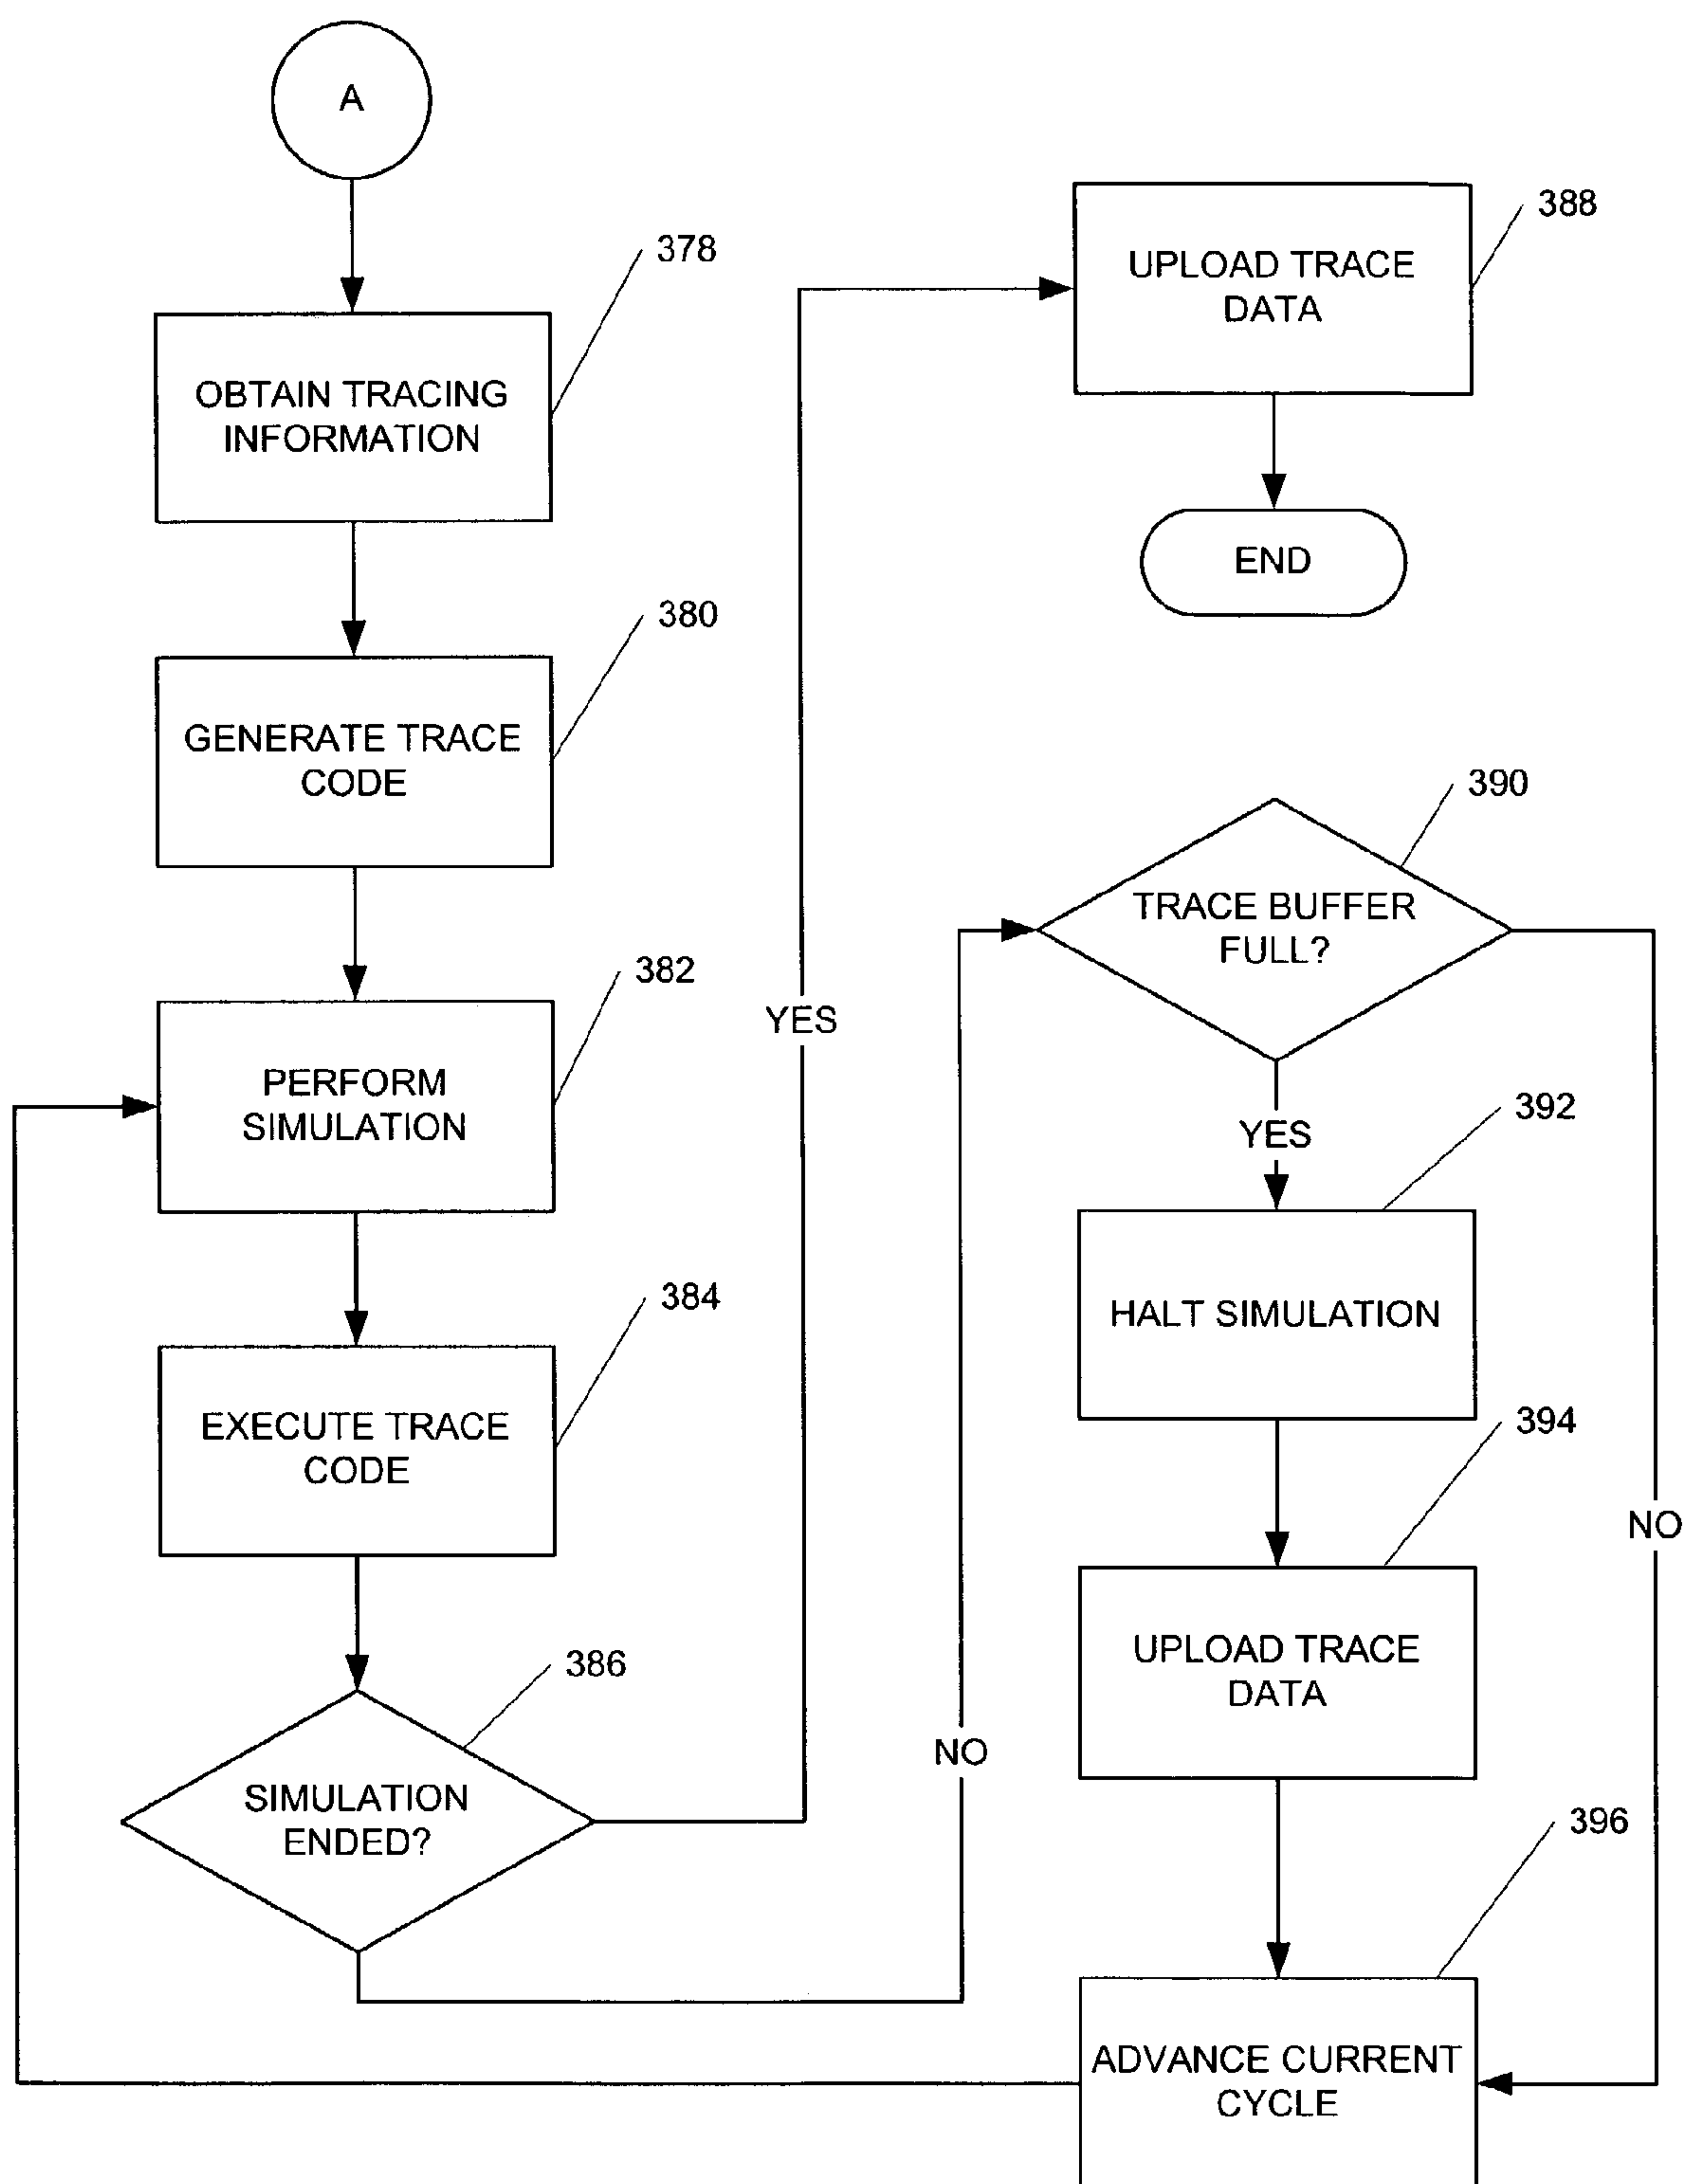 A
378
OBTAIN TRACING
INFORMATION
380
GENERATE TRACE
CODE
382
PERFORM
SIMULATION
384
EXECUTE TRACE
CODE
386
SIMULATION
ENDED?
YES
NO
388
UPLOAD TRACE
DATA
END
390
TRACE BUFFER
FULL?
YES
NO
392
HALT SIMULATION
394
UPLOAD TRACE
DATA
396
ADVANCE CURRENT
CYCLE